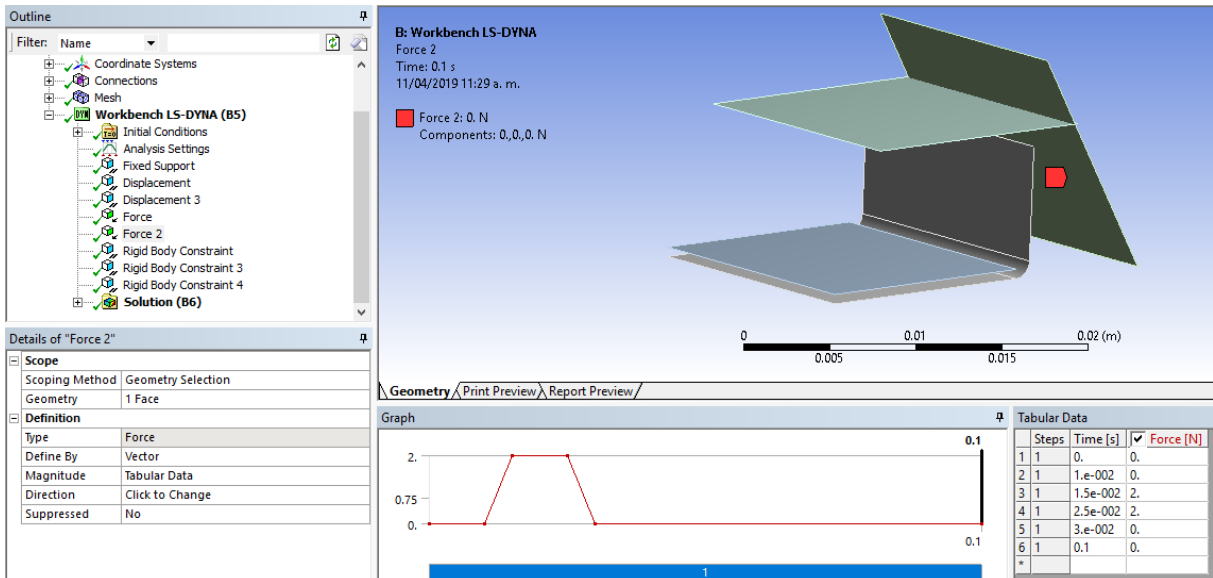 Outline
Filter: Name
Coordinate Systems
Connections
Mesh
Workbench LS-DYNA (B5)
Initial Conditions
Analysis Settings
Fixed Support
Displacement
Displacement 3
Force
Force 2
Rigid Body Constraint
Rigid Body Constraint 3
Rigid Body Constraint 4
Solution (B6)
Details of "Force 2"
Scope
Scoping Method Geometry Selection
Geometry 1 Face
Definition
Type Force
Define By Vector
Magnitude Tabular Data
Direction Click to Change
Suppressed No
B: Workbench LS-DYNA
Force 2
Time: 0.1 s
11/04/2019 11:29 a. m.
Force 2: 0. N
Components: 0.,0.,0. N
0 0.01 0.02 (m)
0.005 0.015
Geometry Print Preview Report Preview
Graph
0.1
2.
0.75
0.
0.1
1
Tabular Data
Steps Time [s] Force [N]
1 1 0. 0.
2 1 1.e-002 0.
3 1 1.5e-002 2.
4 1 2.5e-002 2.
5 1 3.e-002 0.
6 1 0.1 0.
*